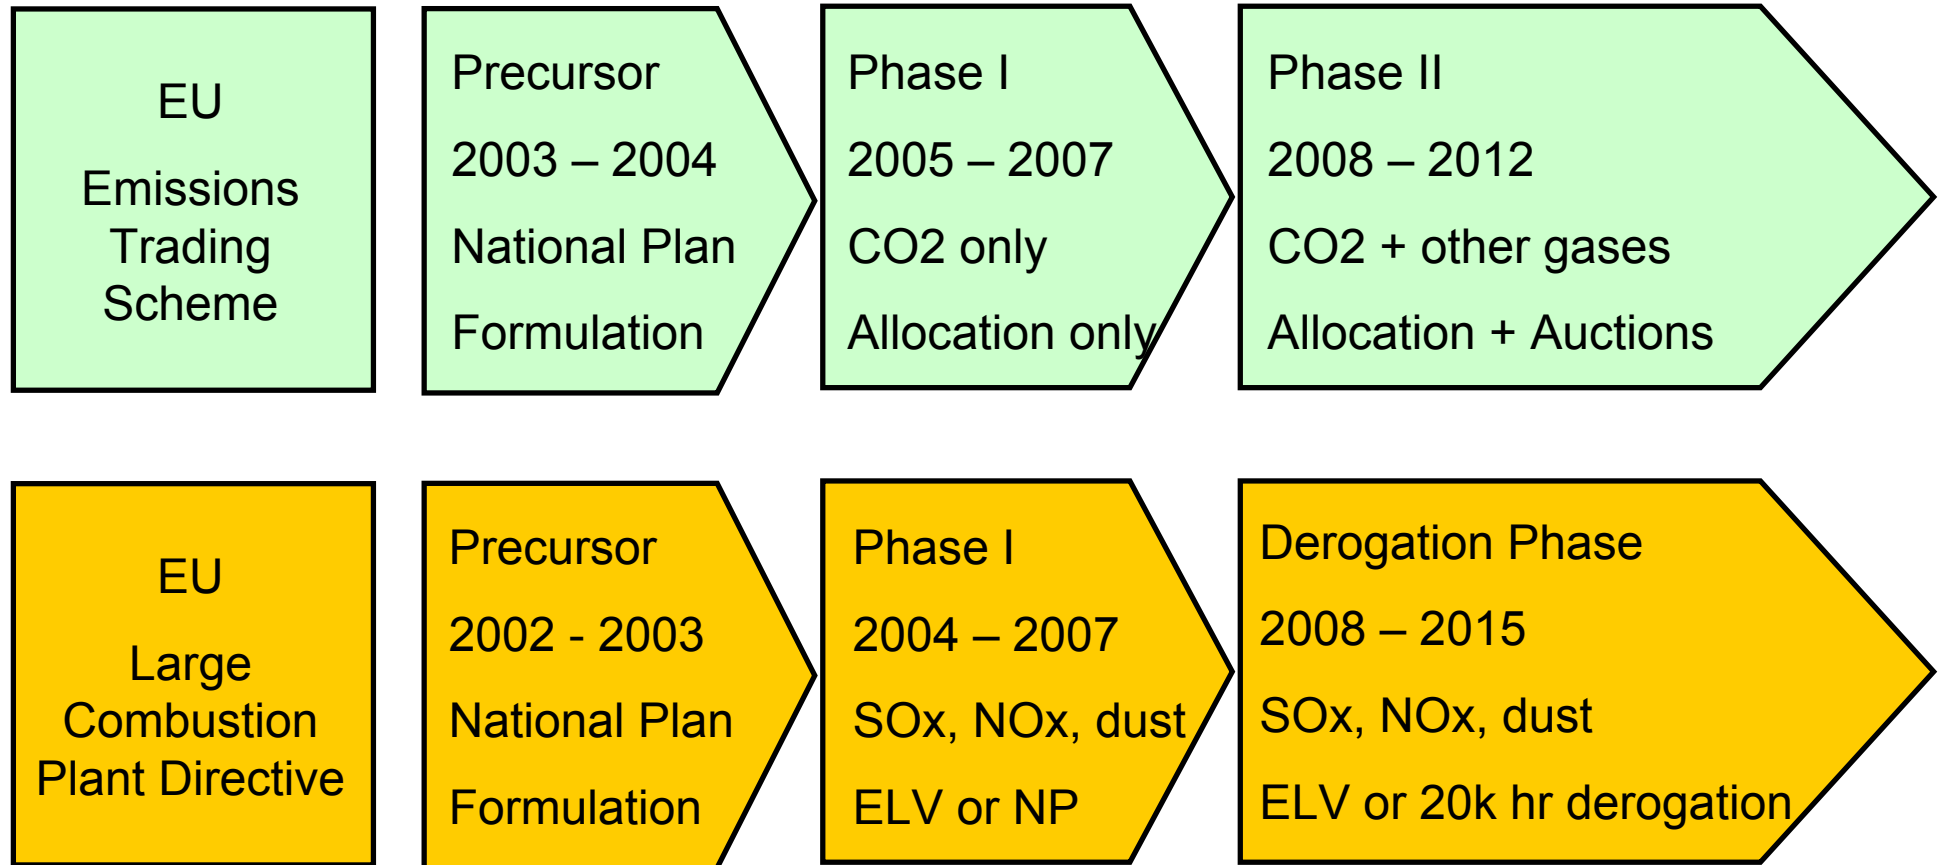 EU
Emissions
Trading
Scheme
Precursor
2003 – 2004
National Plan
Formulation
Phase I
2005 – 2007
CO2 only
Allocation only
Phase II
2008 – 2012
CO2 + other gases
Allocation + Auctions
EU
Large
Combustion
Plant Directive
Precursor
2002 - 2003
National Plan
Formulation
Phase I
2004 – 2007
SOx, NOx, dust
ELV or NP
Derogation Phase
2008 – 2015
SOx, NOx, dust
ELV or 20k hr derogation